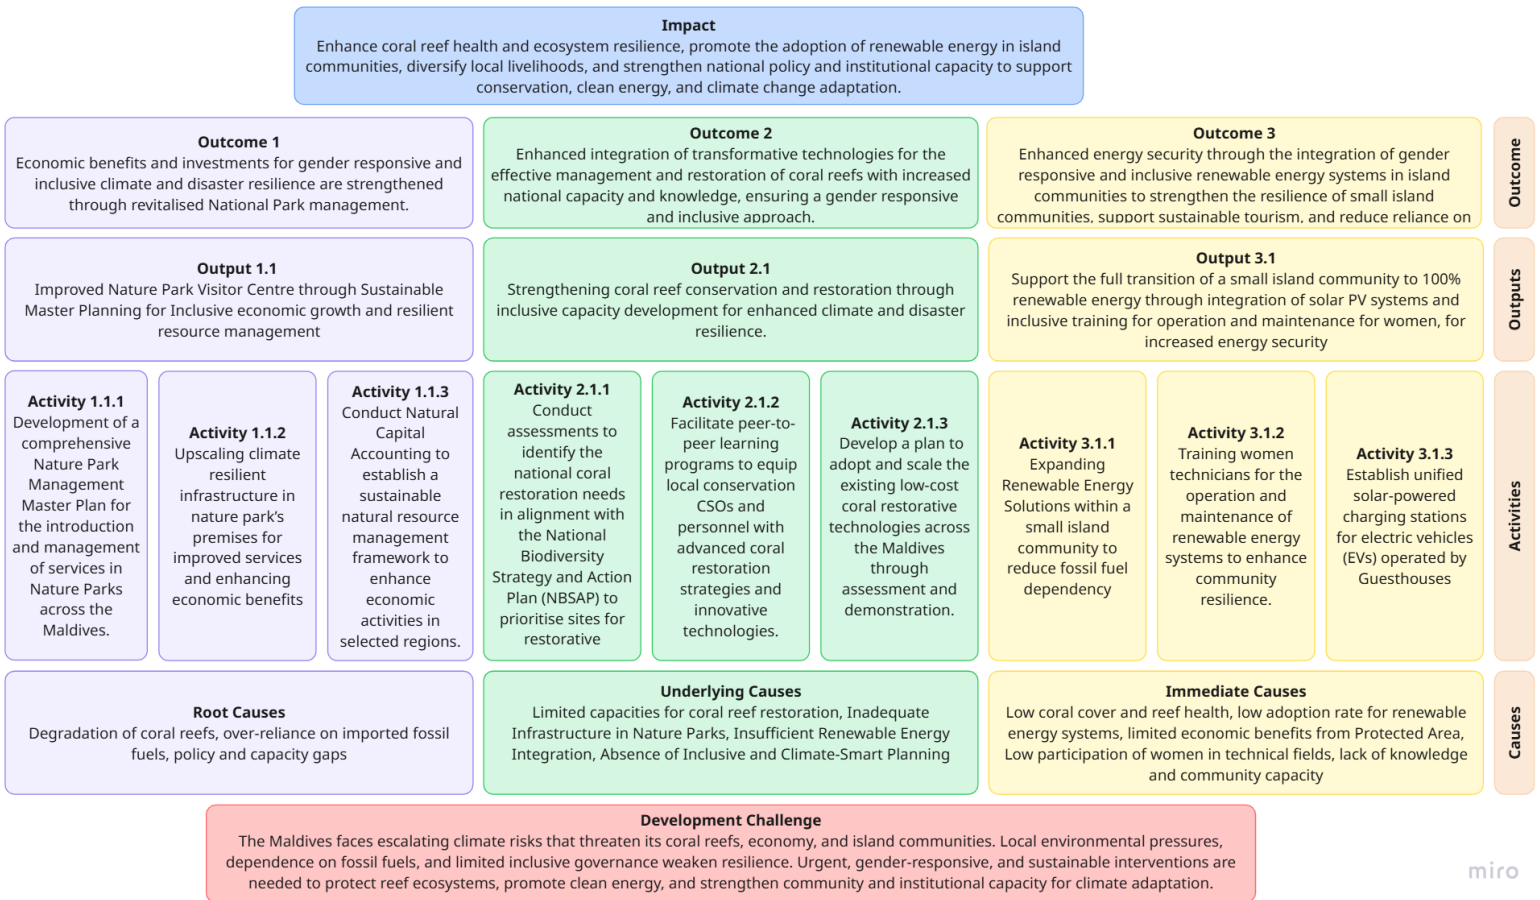 Impact
Enhance coral reef health and ecosystem resilience, promote the adoption of renewable energy in island
communities, diversify local livelihoods, and strengthen national policy and institutional capacity to support
conservation, clean energy, and climate change adaptation.
Outcome 1
Economic benefits and investments for gender responsive and
inclusive climate and disaster resilience are strengthened
through revitalised National Park management.
Outcome 2
Enhanced integration of transformative technologies for the
effective management and restoration of coral reefs with increased
national capacity and knowledge, ensuring a gender responsive
and inclusive approach.
Outcome 3
Enhanced energy security through the integration of gender
responsive and inclusive renewable energy systems in island
communities to strengthen the resilience of small island
communities, support sustainable tourism, and reduce reliance on
Outcome
Output 1.1
Improved Nature Park Visitor Centre through Sustainable
Master Planning for Inclusive economic growth and resilient
resource management
Output 2.1
Strengthening coral reef conservation and restoration through
inclusive capacity development for enhanced climate and disaster
resilience.
Output 3.1
Support the full transition of a small island community to 100%
renewable energy through integration of solar PV systems and
inclusive training for operation and maintenance for women, for
increased energy security
Outputs
Activity 1.1.1
Development of a
comprehensive
Nature Park
Management
Master Plan for
the introduction
and management
of services in
Nature Parks
across the
Maldives.
Activity 1.1.2
Upscaling climate
resilient
infrastructure in
nature park's
premises for
improved services
and enhancing
economic benefits
Activity 1.1.3
Conduct Natural
Capital
Accounting to
establish a
sustainable
natural resource
management
framework to
enhance
economic
activities in
selected regions.
Activity 2.1.1
Conduct
assessments to
identify the
national coral
restoration needs
in alignment with
the National
Biodiversity
Strategy and Action
Plan (NBSAP) to
prioritise sites for
restorative
Activity 2.1.2
Facilitate peer-to-
peer learning
programs to equip
local conservation
CSOs and
personnel with
advanced coral
restoration
strategies and
innovative
technologies.
Activity 2.1.3
Develop a plan to
adopt and scale the
existing low-cost
coral restorative
technologies across
the Maldives
through
assessment and
demonstration.
Activity 3.1.1
Expanding
Renewable Energy
Solutions within a
small island
community to
reduce fossil fuel
dependency
Activity 3.1.2
Training women
technicians for the
operation and
maintenance of
renewable energy
systems to enhance
community
resilience.
Activity 3.1.3
Establish unified
solar-powered
charging stations
for electric vehicles
(EVs) operated by
Guesthouses
Activities
Root Causes
Degradation of coral reefs, over-reliance on imported fossil
fuels, policy and capacity gaps
Underlying Causes
Limited capacities for coral reef restoration, Inadequate
Infrastructure in Nature Parks, Insufficient Renewable Energy
Integration, Absence of Inclusive and Climate-Smart Planning
Immediate Causes
Low coral cover and reef health, low adoption rate for renewable
energy systems, limited economic benefits from Protected Area,
Low participation of women in technical fields, lack of knowledge
and community capacity
Causes
Development Challenge
The Maldives faces escalating climate risks that threaten its coral reefs, economy, and island communities. Local environmental pressures,
dependence on fossil fuels, and limited inclusive governance weaken resilience. Urgent, gender-responsive, and sustainable interventions are
needed to protect reef ecosystems, promote clean energy, and strengthen community and institutional capacity for climate adaptation.
miro